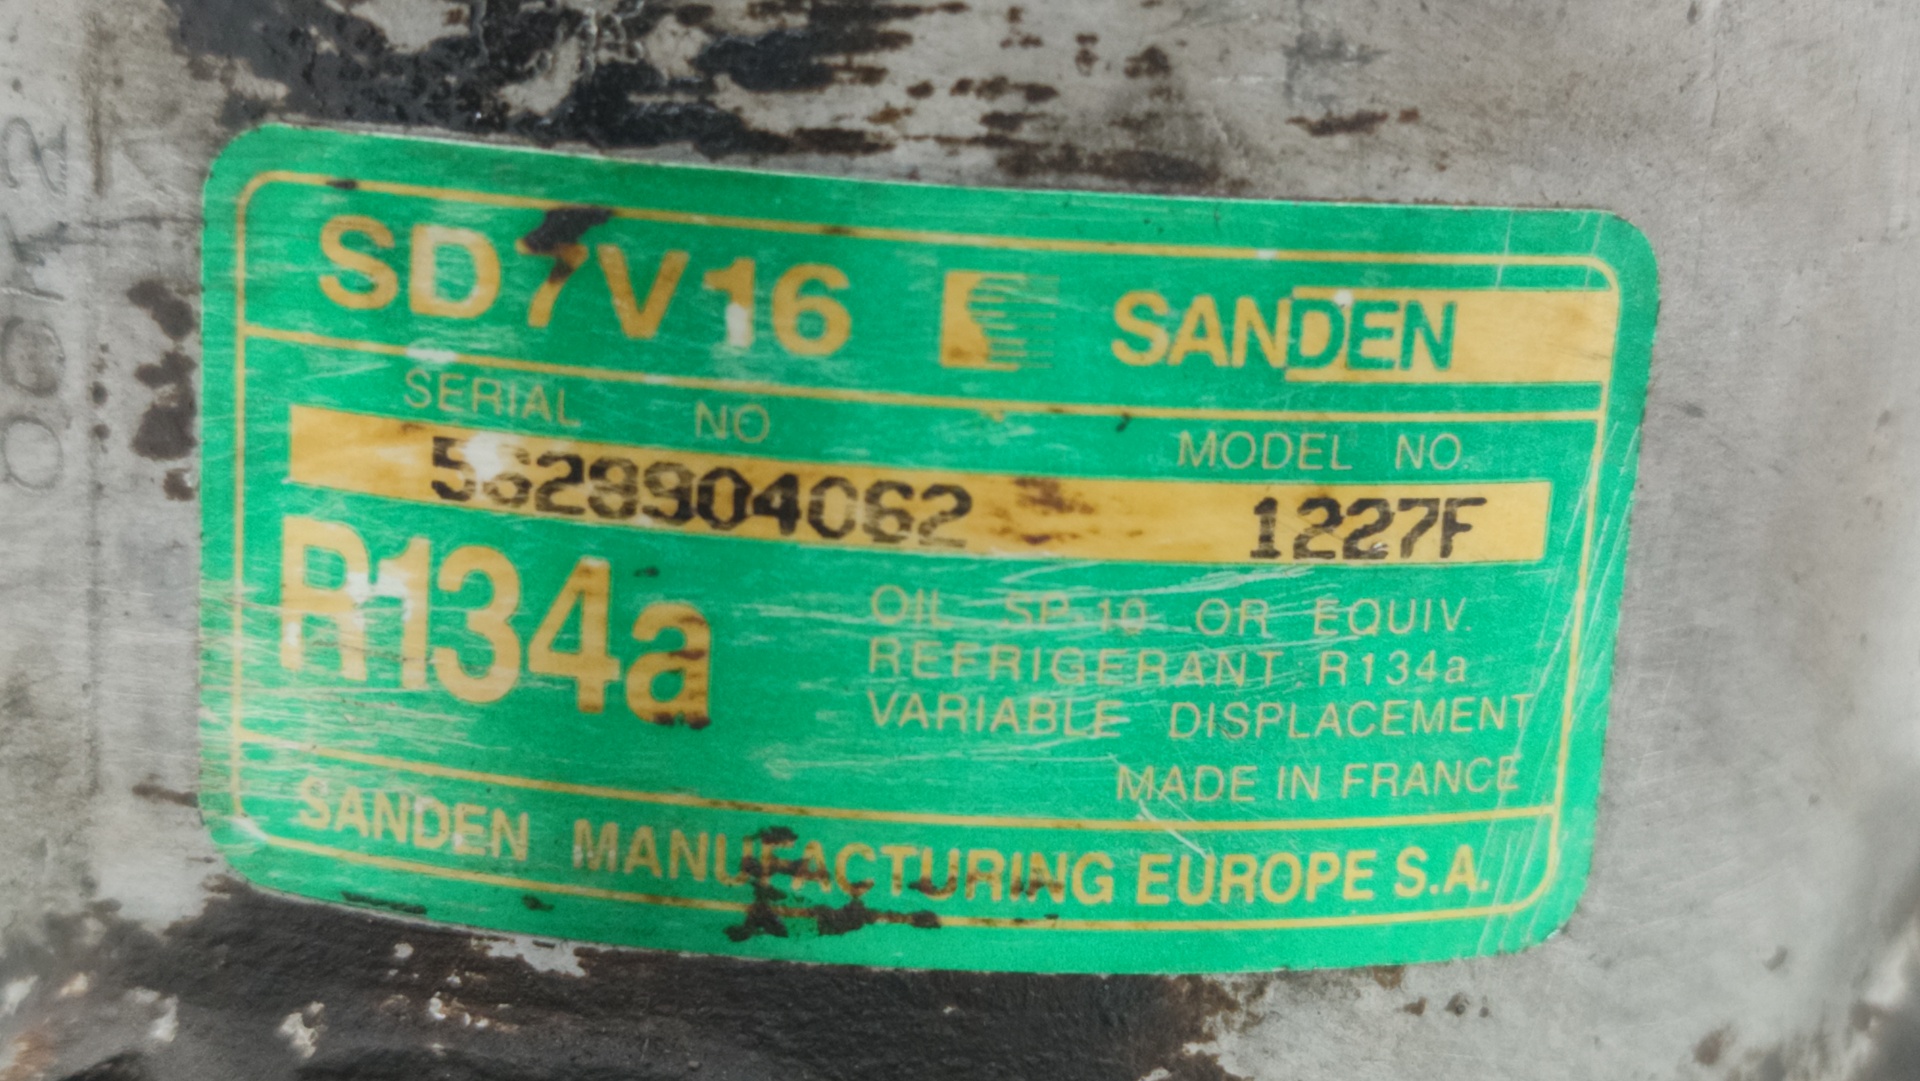 SD7V16 SANDEN
SERIAL NO MODEL NO.
1227F
R134a
OIL SP-10 OR EQUIV.
REFRIGERANT : R134a
VARIABLE DISPLACEMENT
MADE IN FRANCE
SANDEN MANUFACTURING EUROPE S.A.